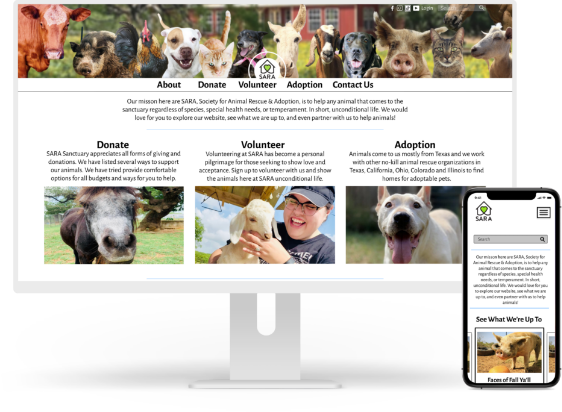 Login Search
SARA
About Donate Volunteer Adoption Contact Us
Our misson here are SARA, Society for Animal Rescue & Adoption, is to help any animal that comes to the
sanctuary regardless of species, special health needs, or temperament. In short, unconditional life. We would
love for you to explore our website, see what we are up to, and even partner with us to help animals!
Donate
SARA Sanctuary appreciates all forms of giving and
donations. We have listed several ways to support
our animals. We have tried provide comfortable
options for all budgets and ways for you to help.
Volunteer
Volunteering at SARA has become a personal
pilgrimage for those seeking to show love and
acceptance. Sign up to volunteer with us and show
the animals here at SARA unconditional life.
Adoption
Animals come to us mostly from Texas and we work
with other no-kill animal rescue organizations in
Texas, California, Ohio, Colorado and Illinois to find
homes for adoptable pets.
SARA
Search
Our misson here are SARA, Society for
Animal Rescue & Adoption, is to help any
animal that comes to the sanctuary
regardless of species, special health
needs, or temperament. In short,
unconditional life. We would love for you
to explore our website, see what we are
up to, and even partner with us to help
animals
See What We're Up To
Faces of Fall Ya'll